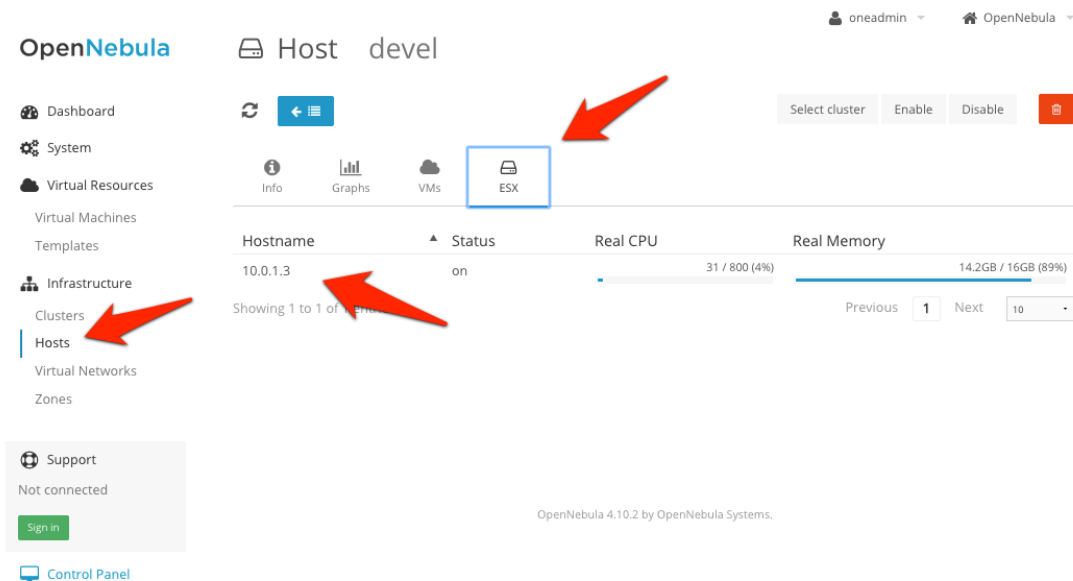 oneadmin
OpenNebula
OpenNebula
Host devel
Dashboard
System
Virtual Resources
Virtual Machines
Templates
Infrastructure
Clusters
Hosts
Virtual Networks
Zones
Support
Not connected
Sign in
Control Panel
Select cluster
Enable
Disable
Info
Graphs
VMs
ESX
Hostname Status Real CPU Real Memory
10.0.1.3 on 31 / 800 (4%) 14.2GB / 16GB (89%)
Showing 1 to 1 of
Previous 1 Next 10
OpenNebula 4.10.2 by OpenNebula Systems.